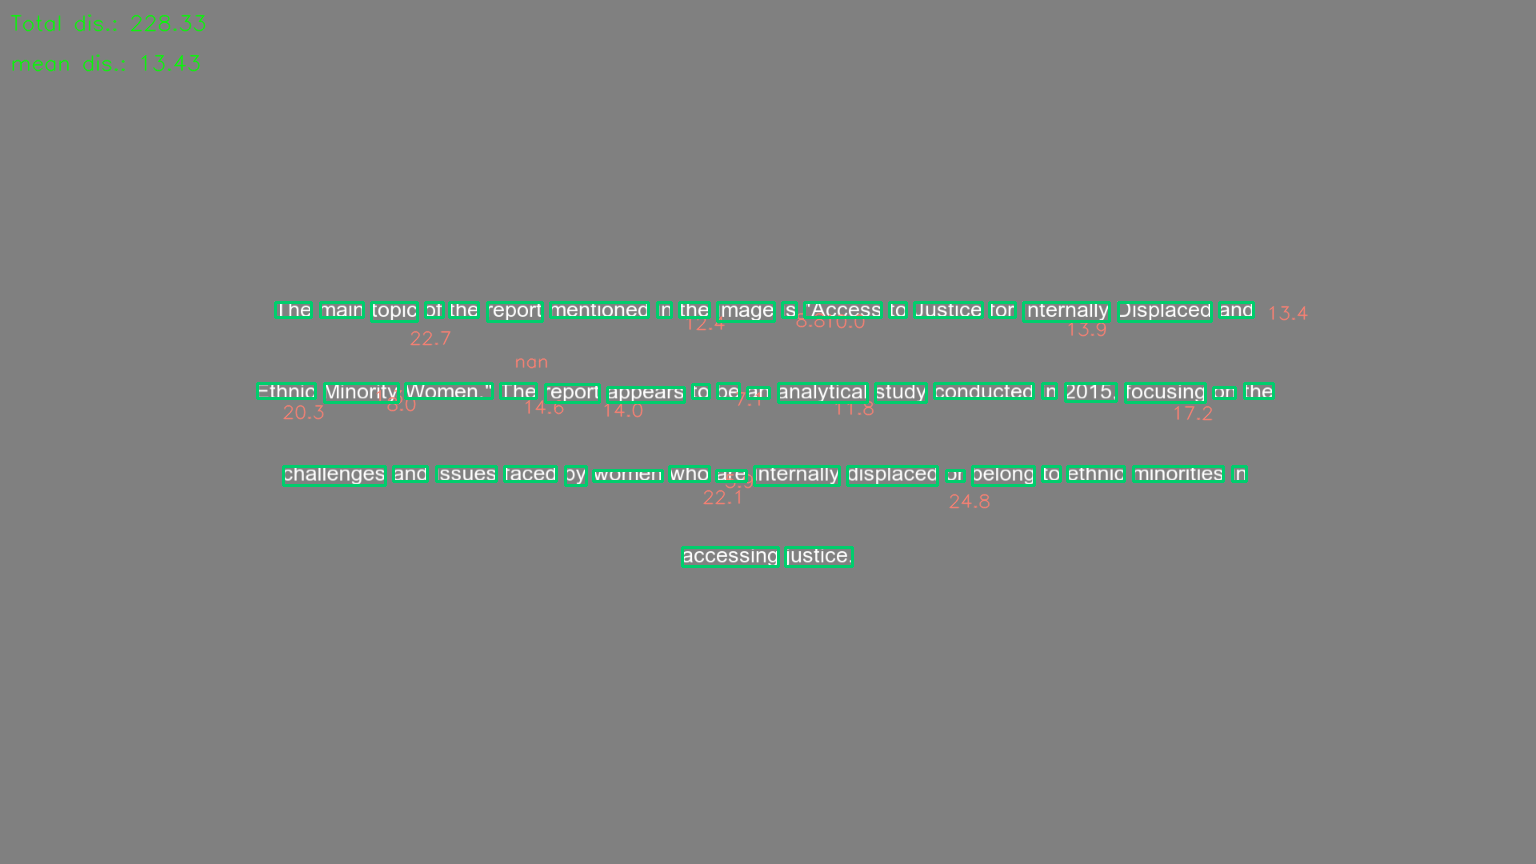 Total dis.: 228.33
mean dis.: 13.43
The main topic of the report mentioned in the image is "Access to Justice for Internally Displaced and
13.4
12.4
8.8
10.0
13.9
22.7
nan
Ethnic Minority Women." The report appears to be an analytical study conducted in 2015, focusing on the
20.3
8.0
14.6
14.0
7.1
11.8
17.2
challenges and issues faced by women who are internally displaced or belong to ethnic minorities in
22.1
24.8
accessing justice.